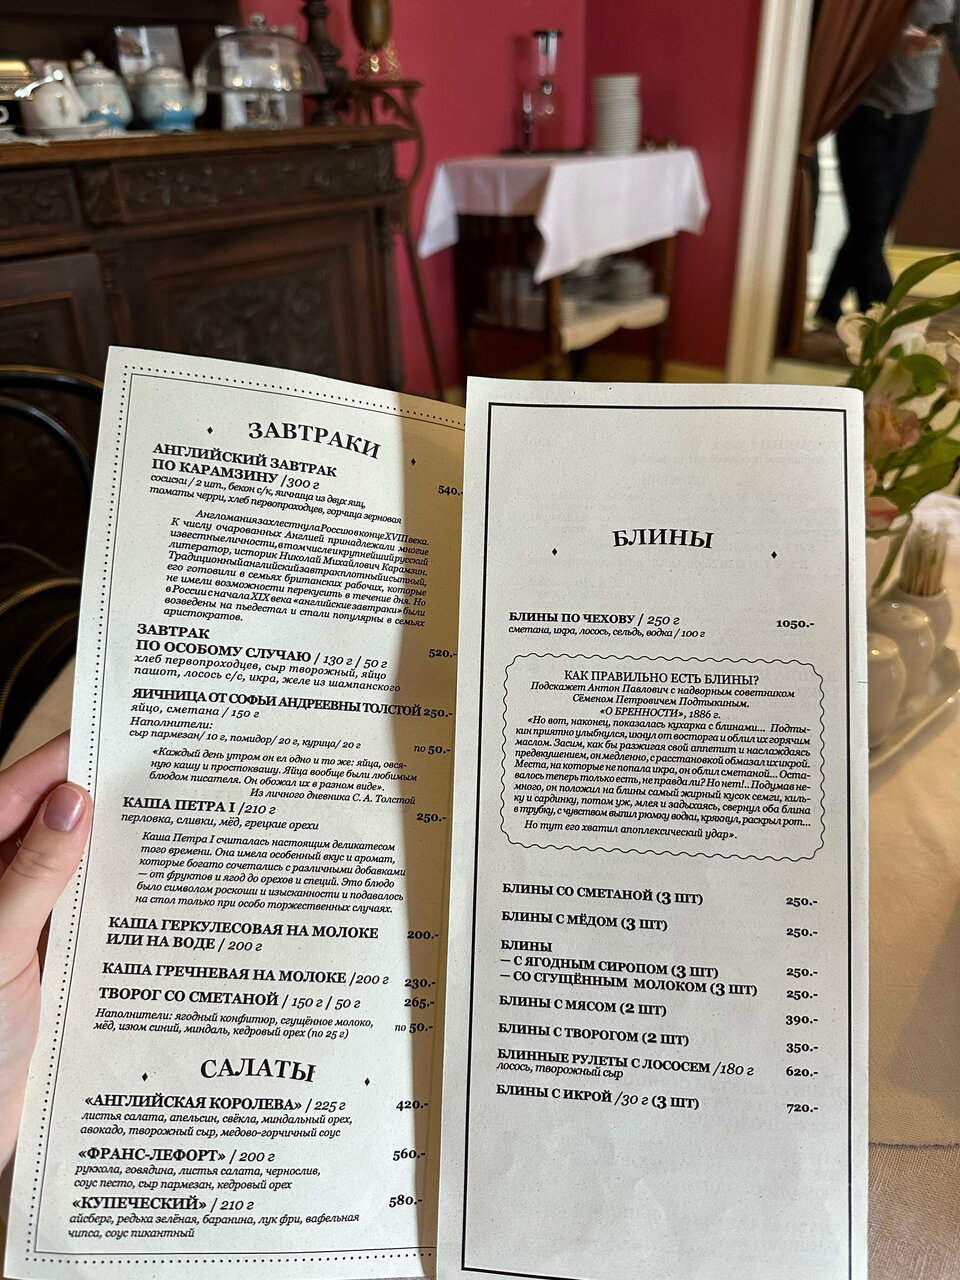 ЗАВТРАКИ
АНГЛИЙСКИЙ ЗАВТРАК
ПО КАРАМЗИНУ /300 г
540.-
сосиски / 2 шт., бекон с/к, яичница из двух яиц,
томаты черри, хлеб первопроходцев, горчица зерновая
Англомания захлестнула Россию в конце XVIII века.
К числу очарованных Англией принадлежали многие
известные личности, в том числе и крупнейший русский
литератор, историк Николай Михайлович Карамзин.
Традиционный английский завтрак плотный и сытный,
его готовили в семьях британских рабочих, которые
не имели возможности перекусить в течение дня. Но
в России с начала XIX века «английские завтраки» были
возведены на пьедестал и стали популярны в семьях
аристократов.
ЗАВТРАК
ПО ОСОБОМУ СЛУЧАЮ / 130 г / 50 г
520.-
хлеб первопроходцев, сыр творожный, яйцо
пашот, лосось с/с, икра, желе из шампанского
ЯИЧНИЦА ОТ СОФЬИ АНДРЕЕВНЫ ТОЛСТОЙ 250.-
яйцо, сметана / 150 г
Наполнители:
сыр пармезан/ 10 г, помидор/ 20 г, курица/ 20 г
по 50.-
«Каждый день утром он ел одно и то же: яйца, овся-
ную кашу и простоквашу. Яйца вообще были любимым
блюдом писателя. Он обожал их в разном виде».
Из личного дневника С. А. Толстой
КАША ПЕТРА I /210 г
250.-
перловка, сливки, мёд, грецкие орехи
Каша Петра I считалась настоящим деликатесом
того времени. Она имела особенный вкус и аромат,
которые богато сочетались с различными добавками
— от фруктов и ягод до орехов и специй. Это блюдо
было символом роскоши и изысканности и подавалось
на стол только при особо торжественных случаях.
КАША ГЕРКУЛЕСОВАЯ НА МОЛОКЕ
ИЛИ НА ВОДЕ / 200 г
200.-
КАША ГРЕЧНЕВАЯ НА МОЛОКЕ /200 г
230.-
ТВОРОГ СО СМЕТАНОЙ / 150 г / 50 г
265.-
Наполнители: ягодный конфитюр, сгущённое молоко,
мёд, изюм синий, миндаль, кедровый орех (по 25 г)
по 50.-
САЛАТЫ
«АНГЛИЙСКАЯ КОРОЛЕВА» / 225 г
420.-
листья салата, апельсин, свёкла, миндальный орех,
авокадо, творожный сыр, медово-горчичный соус
«ФРАНС-ЛЕФОРТ» / 200 г
560.-
руккола, говядина, листья салата, чернослив,
соус песто, сыр пармезан, кедровый орех
«КУПЕЧЕСКИЙ» / 210 г
580.-
айсберг, редька зелёная, баранина, лук фри, вафельная
чипса, соус пикантный
БЛИНЫ
БЛИНЫ ПО ЧЕХОВУ / 250 г
1050.-
сметана, икра, лосось, сельдь, водка / 100 г
КАК ПРАВИЛЬНО ЕСТЬ БЛИНЫ?
Подскажет Антон Павлович с надворным советником
Сёменом Петровичем Подтыкиным.
«О БРЕННОСТИ», 1886 г.
«Но вот, наконец, показалась кухарка с блинами... Подты-
кин приятно улыбнулся, икнул от восторга и облил их горячим
маслом. Засим, как бы разжигая свой аппетит и наслаждаясь
предвкушением, он медленно, с расстановкой обмазал их икрой.
Места, на которые не попала икра, он облил сметаной... Оста-
валось теперь только есть, не правда ли? Но нет!.. Подумав не-
много, он положил на блины самый жирный кусок семги, киль-
ку и сардинку, потом уж, млея и задыхаясь, свернул оба блина
в трубку, с чувством выпил рюмку водки, крякнул, раскрыл рот...
Но тут его хватил апоплексический удар».
БЛИНЫ СО СМЕТАНОЙ (3 ШТ)
250.-
БЛИНЫ С МЁДОМ (3 ШТ)
250.-
БЛИНЫ
— С ЯГОДНЫМ СИРОПОМ (3 ШТ)
250.-
— СО СГУЩЁННЫМ МОЛОКОМ (3 ШТ)
250.-
БЛИНЫ С МЯСОМ (2 ШТ)
390.-
БЛИНЫ С ТВОРОГОМ (2 ШТ)
350.-
БЛИННЫЕ РУЛЕТЫ С ЛОСОСЕМ /180 г
620.-
лосось, творожный сыр
БЛИНЫ С ИКРОЙ /30 г (3 ШТ)
720.-